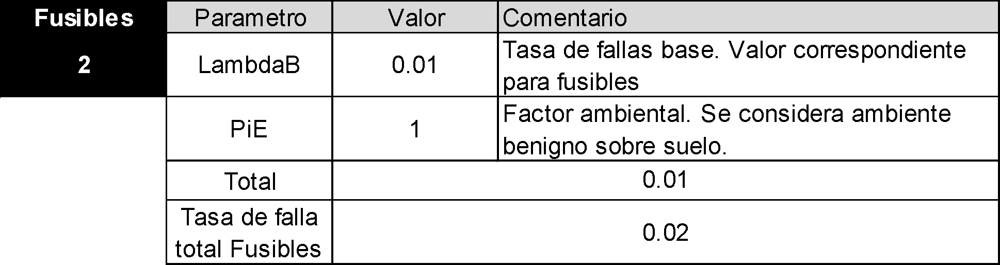 Fusibles Parametro Valor Comentario
2 LambdaB 0.01 Tasa de fallas base. Valor correspondiente
para fusibles
PiE 1 Factor ambiental. Se considera ambiente
benigno sobre suelo.
Total 0.01
Tasa de falla
total Fusibles 0.02